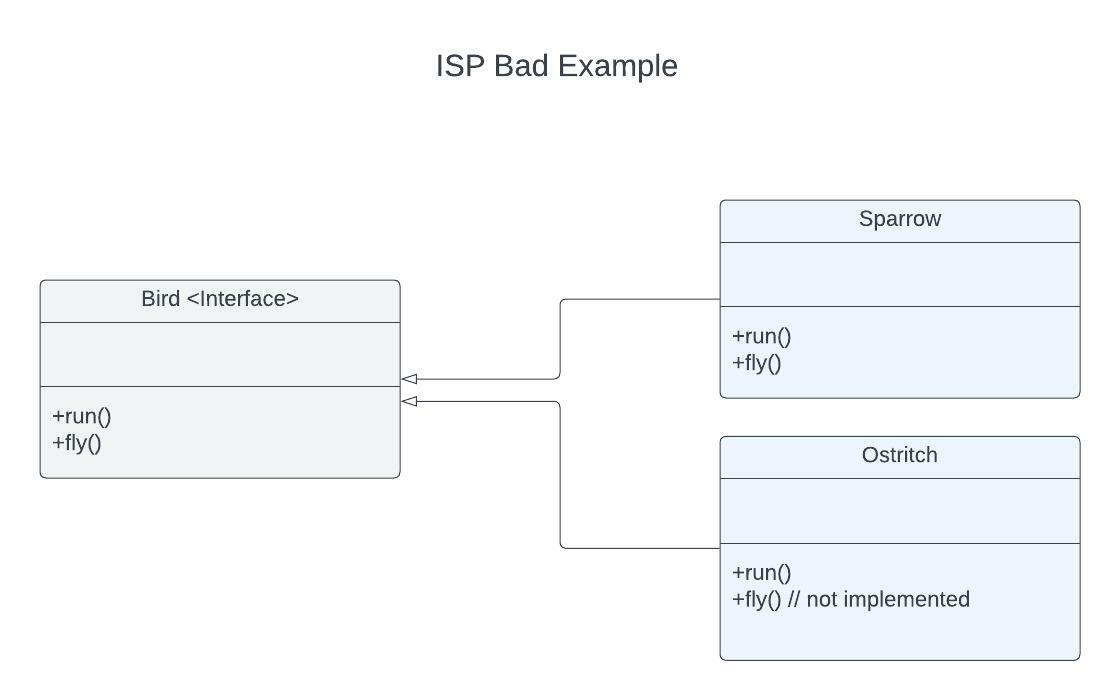 ISP Bad Example
Bird <Interface>
+run()
+fly()
Sparrow
+run()
+fly()
Ostritch
+run()
+fly() // not implemented